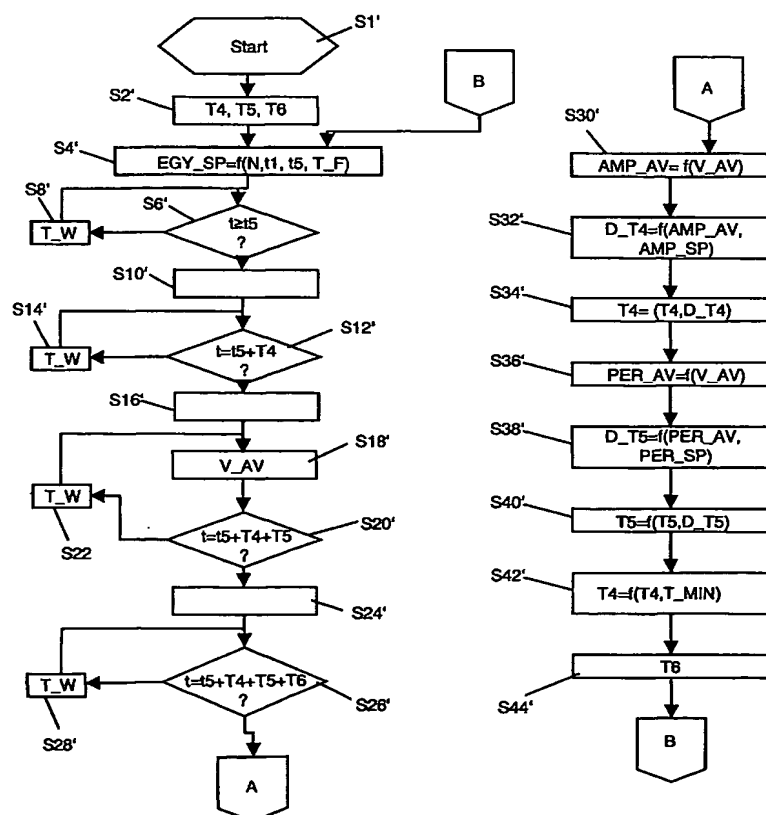 Start
S1'
B
S2'
T4, T5, T6
S4'
EGY_SP=f(N,t1, t5, T_F)
S8'
T_W
S6'
t≥t5
?
S10'
S14'
T_W
S12'
t=t5+T4
?
S16'
V_AV
S18'
T_W
S22
t=t5+T4+T5
?
S20'
S24'
T_W
S28'
t=t5+T4+T5+T6
?
S26'
A
A
S30'
AMP_AV= f(V_AV)
S32'
D_T4=f(AMP_AV,
AMP_SP)
S34'
T4= (T4,D_T4)
S36'
PER_AV=f(V_AV)
S38'
D_T5=f(PER_AV,
PER_SP)
S40'
T5=f(T5,D_T5)
S42'
T4=f(T4,T_MIN)
T6
S44'
B